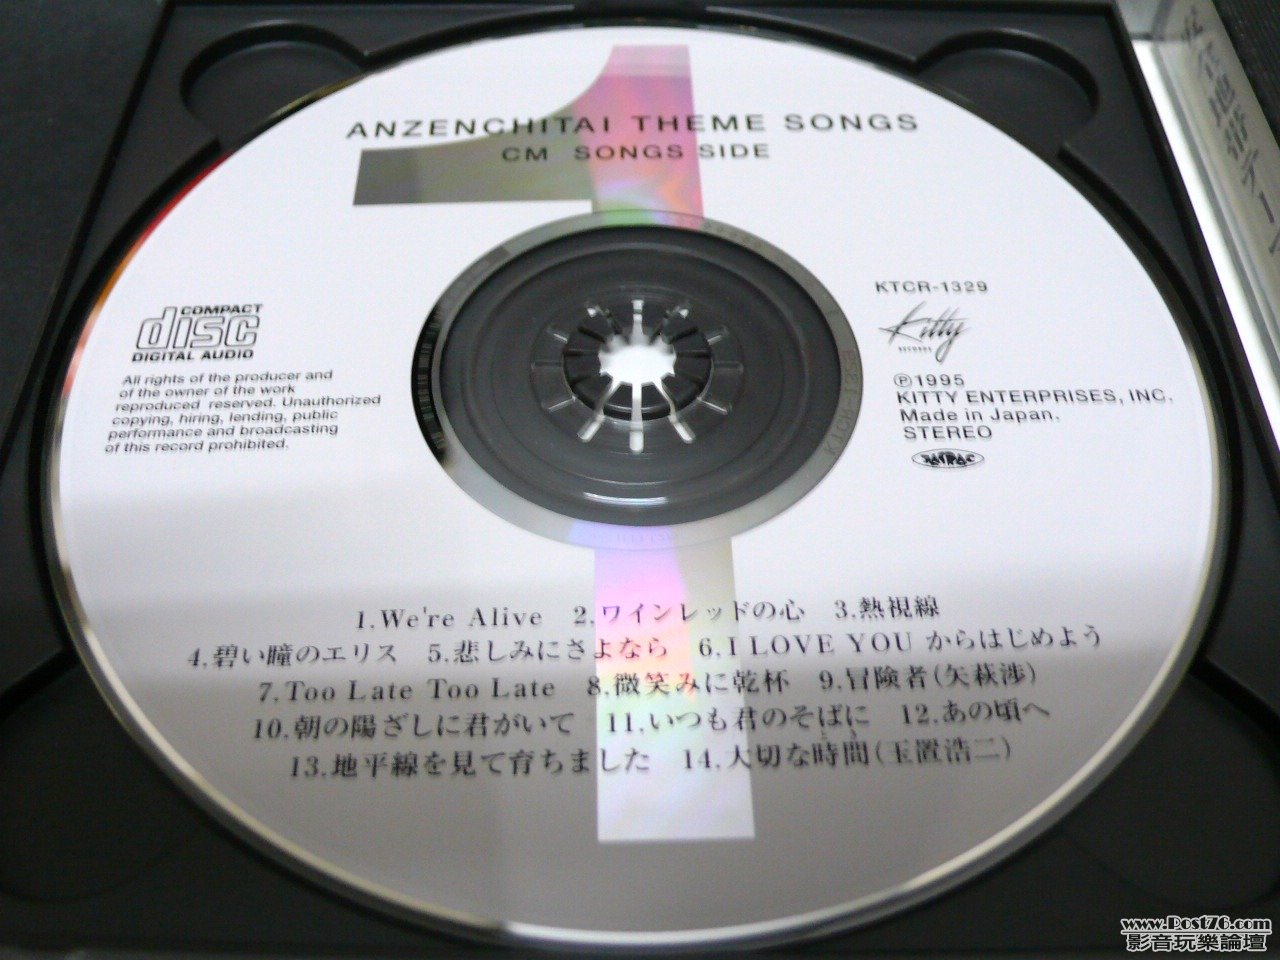 1
ANZENCHITAI THEME SONGS
CM SONGS SIDE
KTCR-1329
Kitty
RECORDS
COMPACT
disc
DIGITAL AUDIO
All rights of the producer and
of the owner of the work
reproduced reserved. Unauthorized
copying, hiring, lending, public
performance and broadcasting
of this record prohibited.
Ⓟ1995
KITTY ENTERPRISES, INC.
Made in Japan.
STEREO
1.We're Alive 2.ワインレッドの心 3.熱視線
4.碧い瞳のエリス 5.悲しみにさよなら 6.I LOVE YOU からはじめよう
7.Too Late Too Late 8.微笑みに乾杯 9.冒険者(矢萩渉)
10.朝の陽ざしに君がいて 11.いつも君のそばに 12.あの頃へ
13.地平線を見て育ちました 14.大切な時間(玉置浩二)
www.Post76.com
影音玩樂論壇